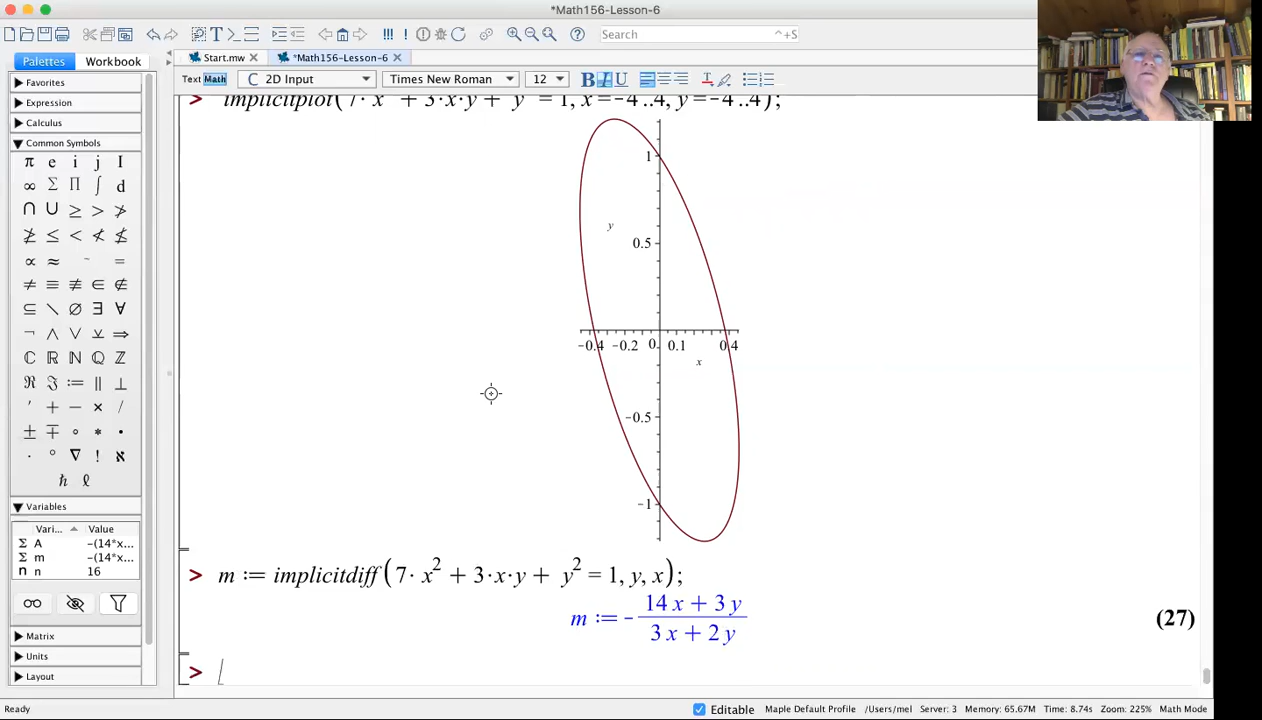 *Math156-Lesson-6
Search
Palettes
Workbook
Start.mw
*Math156-Lesson-6
Text Math
C 2D Input
Times New Roman
12
B I U
Favorites
Expression
Calculus
Common Symbols
π e i j I
∞ Σ Π ∫ d
∩ ∪ ≥ > ≯
≱ ≤ < ≮ ≰
∝ ≈ ~ =
≠ ≡ ≢ ∈ ∉
⊆ \ ∅ ∃ ∀
¬ ∧ ∨ ⊻ ⇒
ℂ ℝ ℕ ℚ ℤ
ℜ ℑ := ∥ ⊥
′ + − × /
± ∓ ∘ * •
· ° ∇ ! ℵ
ℏ ℓ
Variables
Vari... Value
Σ A -(14*x...
Σ m -(14*x...
n n 16
Matrix
Units
Layout
> implicitplot(7·x + 3·x·y + y = 1, x = -4..4, y = -4..4);
1
y
0.5
-0.4 -0.2 0. 0.1 0.4
x
-0.5
-1
> m := implicitdiff(7·x² + 3·x·y + y² = 1, y, x);
m := - (14 x + 3 y)/(3 x + 2 y) (27)
>
Ready
Editable
Maple Default Profile
/Users/mel
Server: 3
Memory: 65.67M
Time: 8.74s
Zoom: 225%
Math Mode